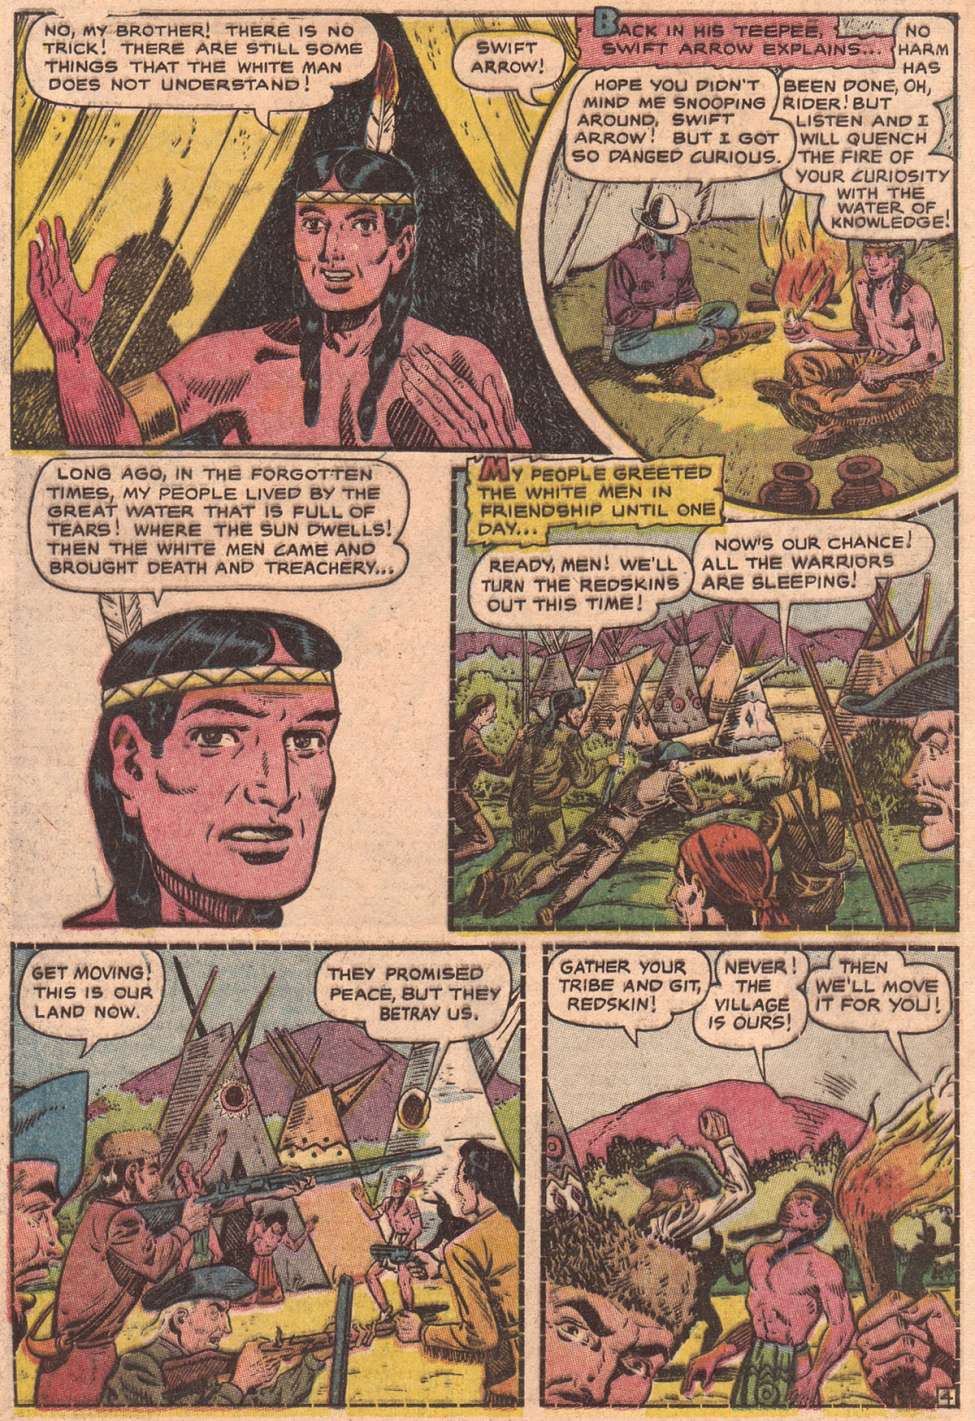 NO, MY BROTHER! THERE IS NO
TRICK! THERE ARE STILL SOME
THINGS THAT THE WHITE MAN
DOES NOT UNDERSTAND!
SWIFT
ARROW!
BACK IN HIS TEEPEE,
SWIFT ARROW EXPLAINS...
HOPE YOU DIDN'T
MIND ME SNOOPING
AROUND, SWIFT
ARROW! BUT I GOT
SO DANGED CURIOUS.
NO
HARM
HAS
BEEN DONE, OH,
RIDER! BUT
LISTEN AND I
WILL QUENCH
THE FIRE OF
YOUR CURIOSITY
WITH THE
WATER OF
KNOWLEDGE!
LONG AGO, IN THE FORGOTTEN
TIMES, MY PEOPLE LIVED BY THE
GREAT WATER THAT IS FULL OF
TEARS! WHERE THE SUN DWELLS!
THEN THE WHITE MEN CAME AND
BROUGHT DEATH AND TREACHERY...
MY PEOPLE GREETED
THE WHITE MEN IN
FRIENDSHIP UNTIL ONE
DAY...
READY, MEN! WE'LL
TURN THE REDSKINS
OUT THIS TIME!
NOW'S OUR CHANCE!
ALL THE WARRIORS
ARE SLEEPING!
GET MOVING!
THIS IS OUR
LAND NOW.
THEY PROMISED
PEACE, BUT THEY
BETRAY US.
GATHER YOUR
TRIBE AND GIT,
REDSKIN!
NEVER!
THE
VILLAGE
IS OURS!
THEN
WE'LL MOVE
IT FOR YOU!
4